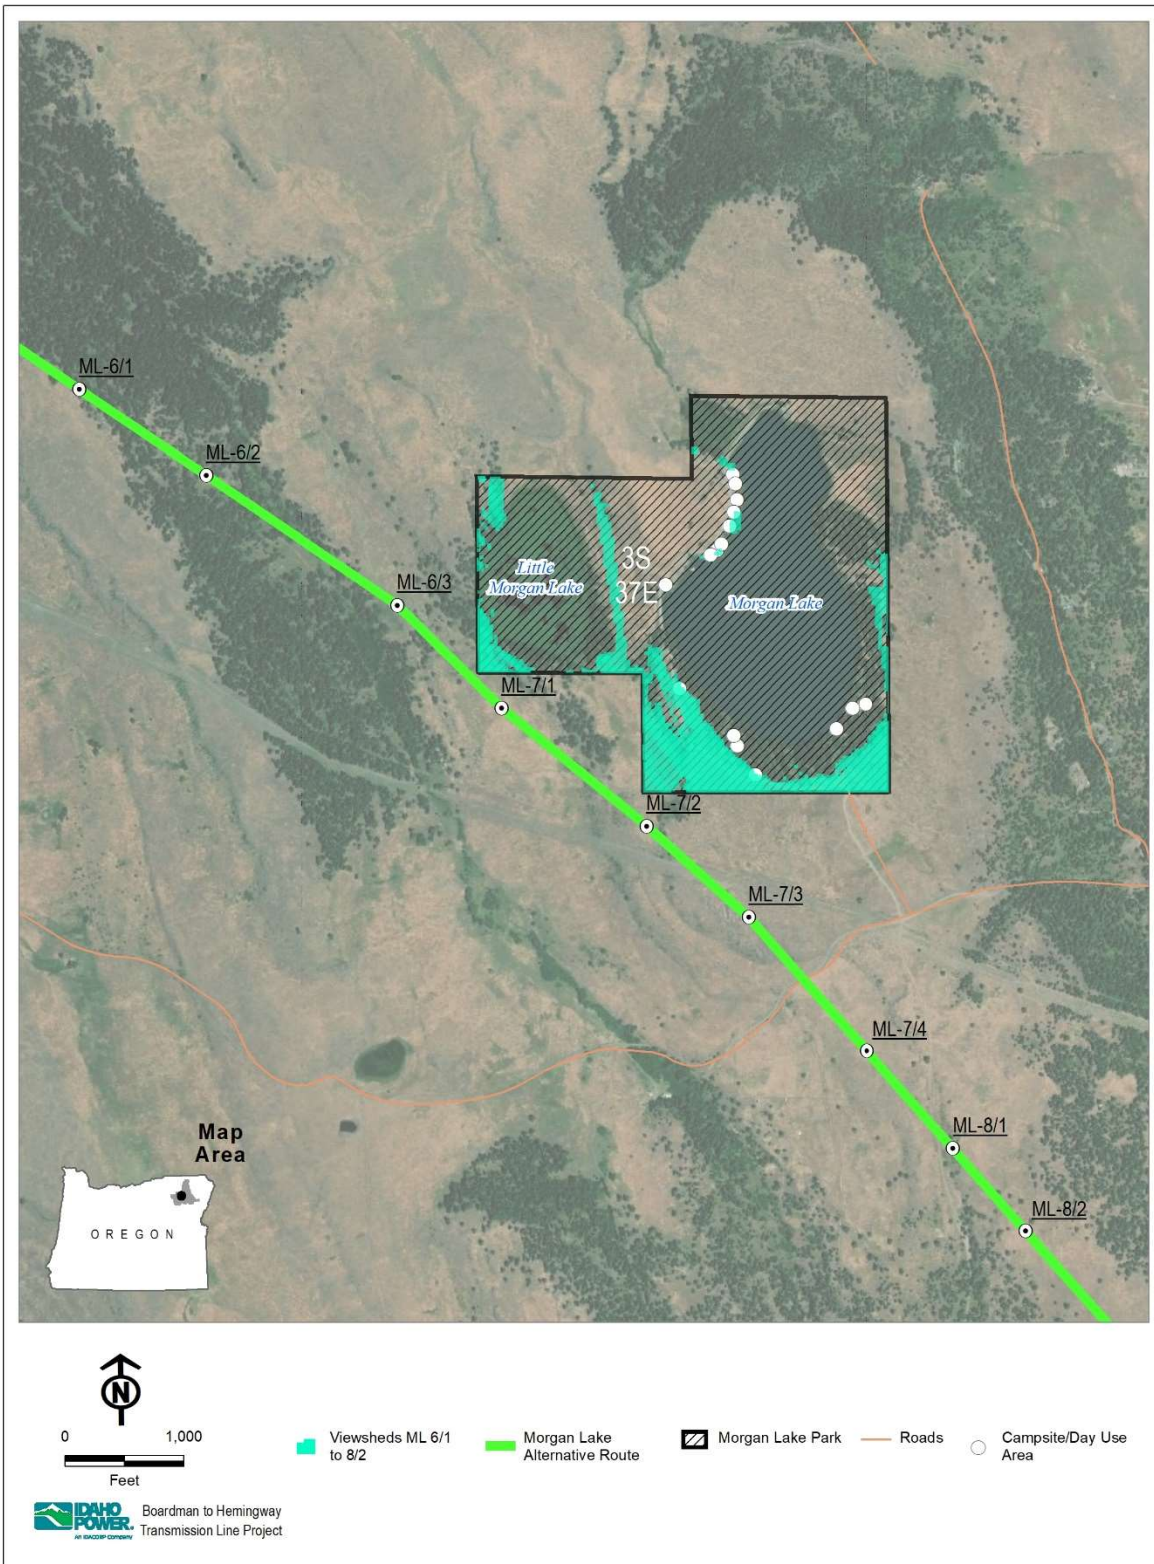 ML-6/1
ML-6/2
ML-6/3
Little
Morgan Lake
3S
37E
Morgan Lake
ML-7/1
ML-7/2
ML-7/3
ML-7/4
ML-8/1
ML-8/2
Map
Area
OREGON
N
0 1,000
Feet
Viewsheds ML 6/1
to 8/2
Morgan Lake
Alternative Route
Morgan Lake Park
Roads
Campsite/Day Use
Area
IDAHO
POWER.
An IDACORP Company
Boardman to Hemingway
Transmission Line Project